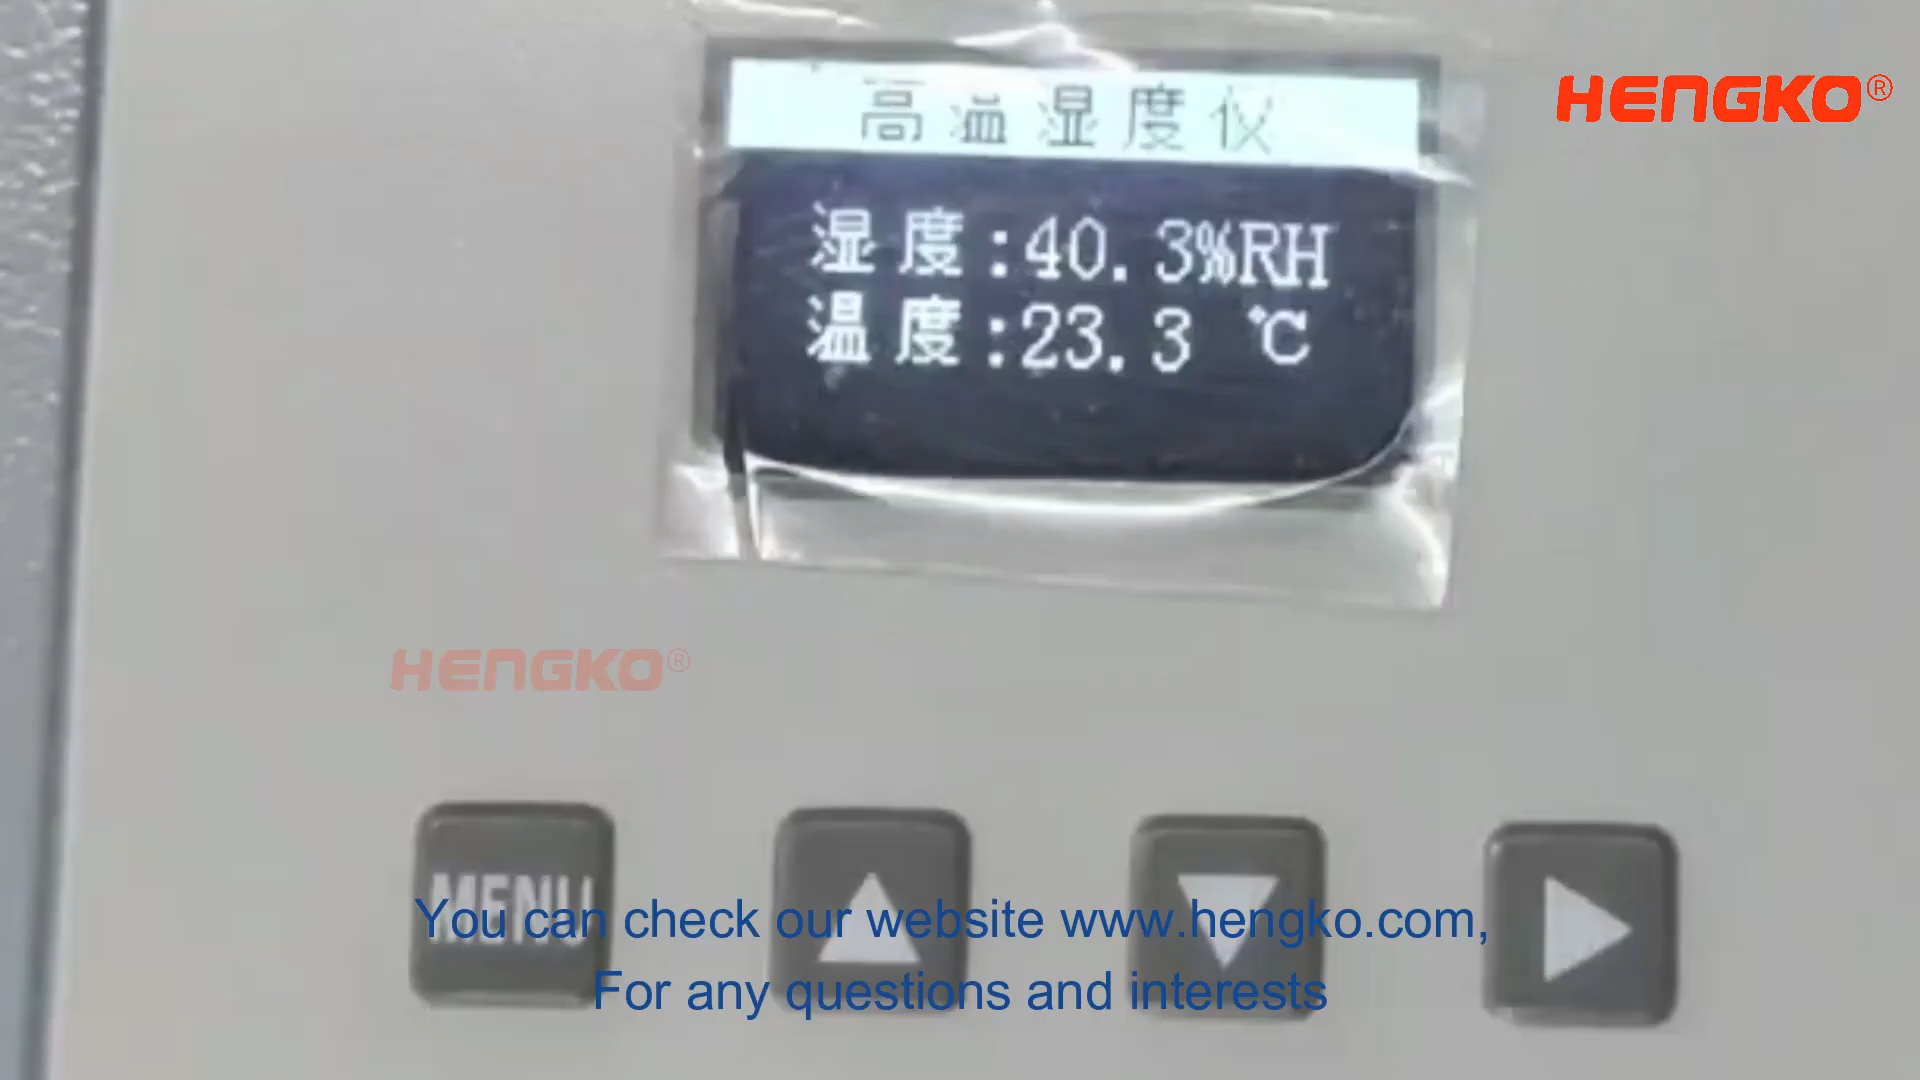 高温湿度仪
HENGKO®
湿度:40.3%RH
温度:23.3 ℃
HENGKO®
MENU
You can check our website www.hengko.com,
For any questions and interests